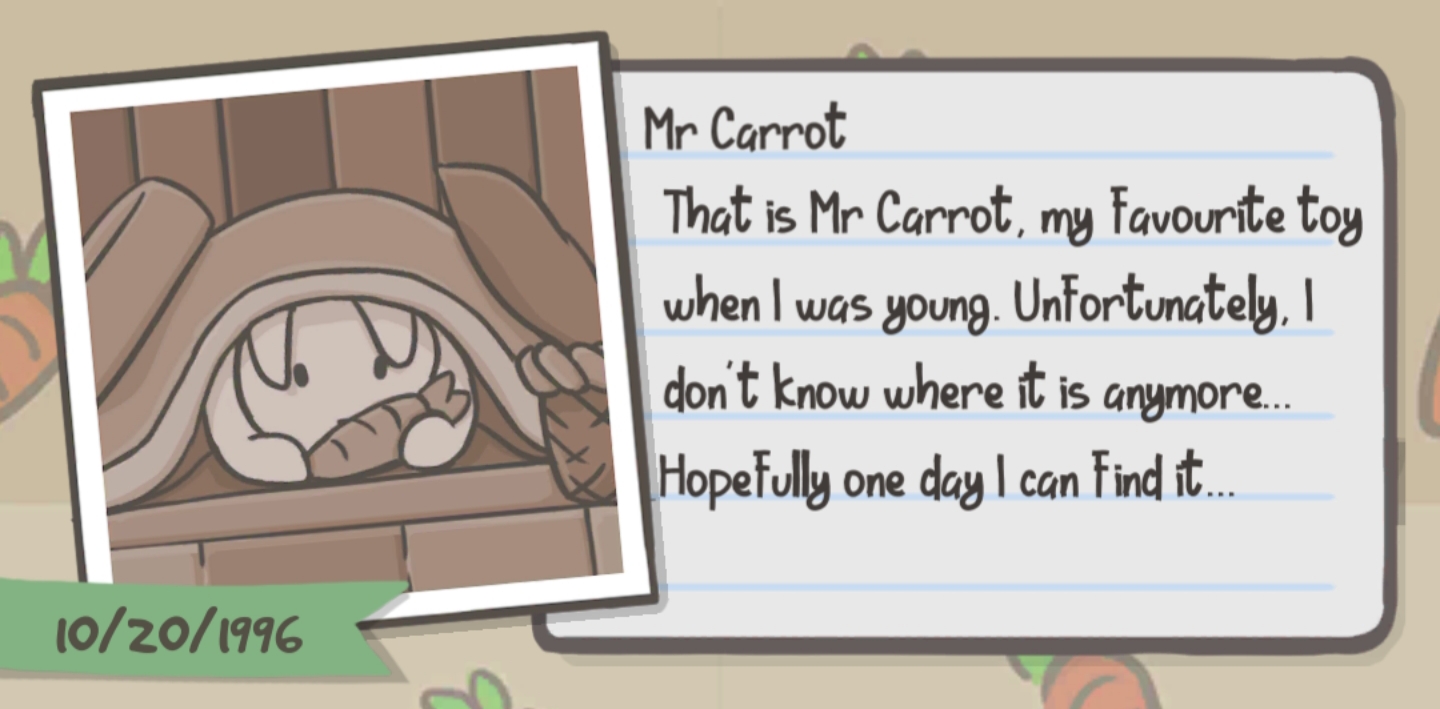 Mr Carrot
That is Mr Carrot, my Favourite toy
when I was young. Unfortunately, I
don't know where it is anymore...
Hopefully one day I can find it...
10/20/1996